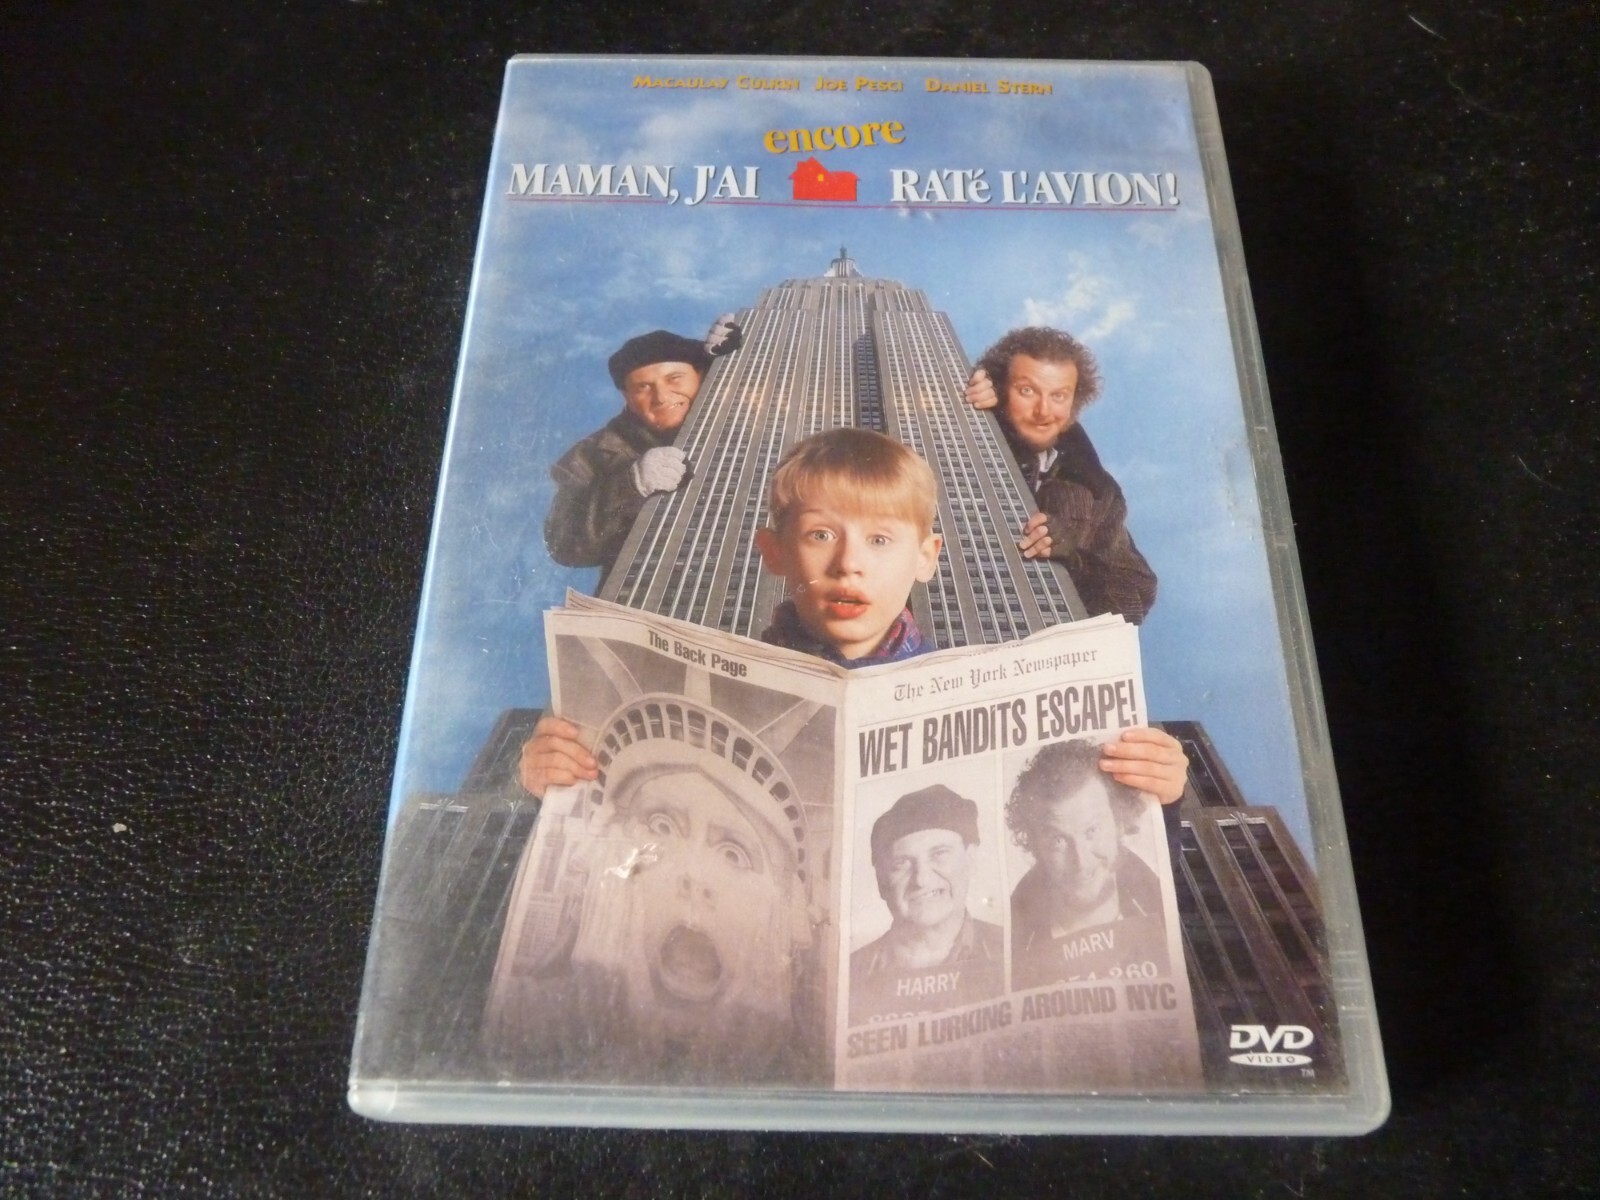 MACAULAY CULKIN JOE PESCI DANIEL STERN
encore
MAMAN, J'AI RATé L'AVION!
The Back Page
The New York Newspaper
WET BANDITS ESCAPE!
HARRY
MARV
SEEN LURKING AROUND NYC
DVD
VIDEO
TM